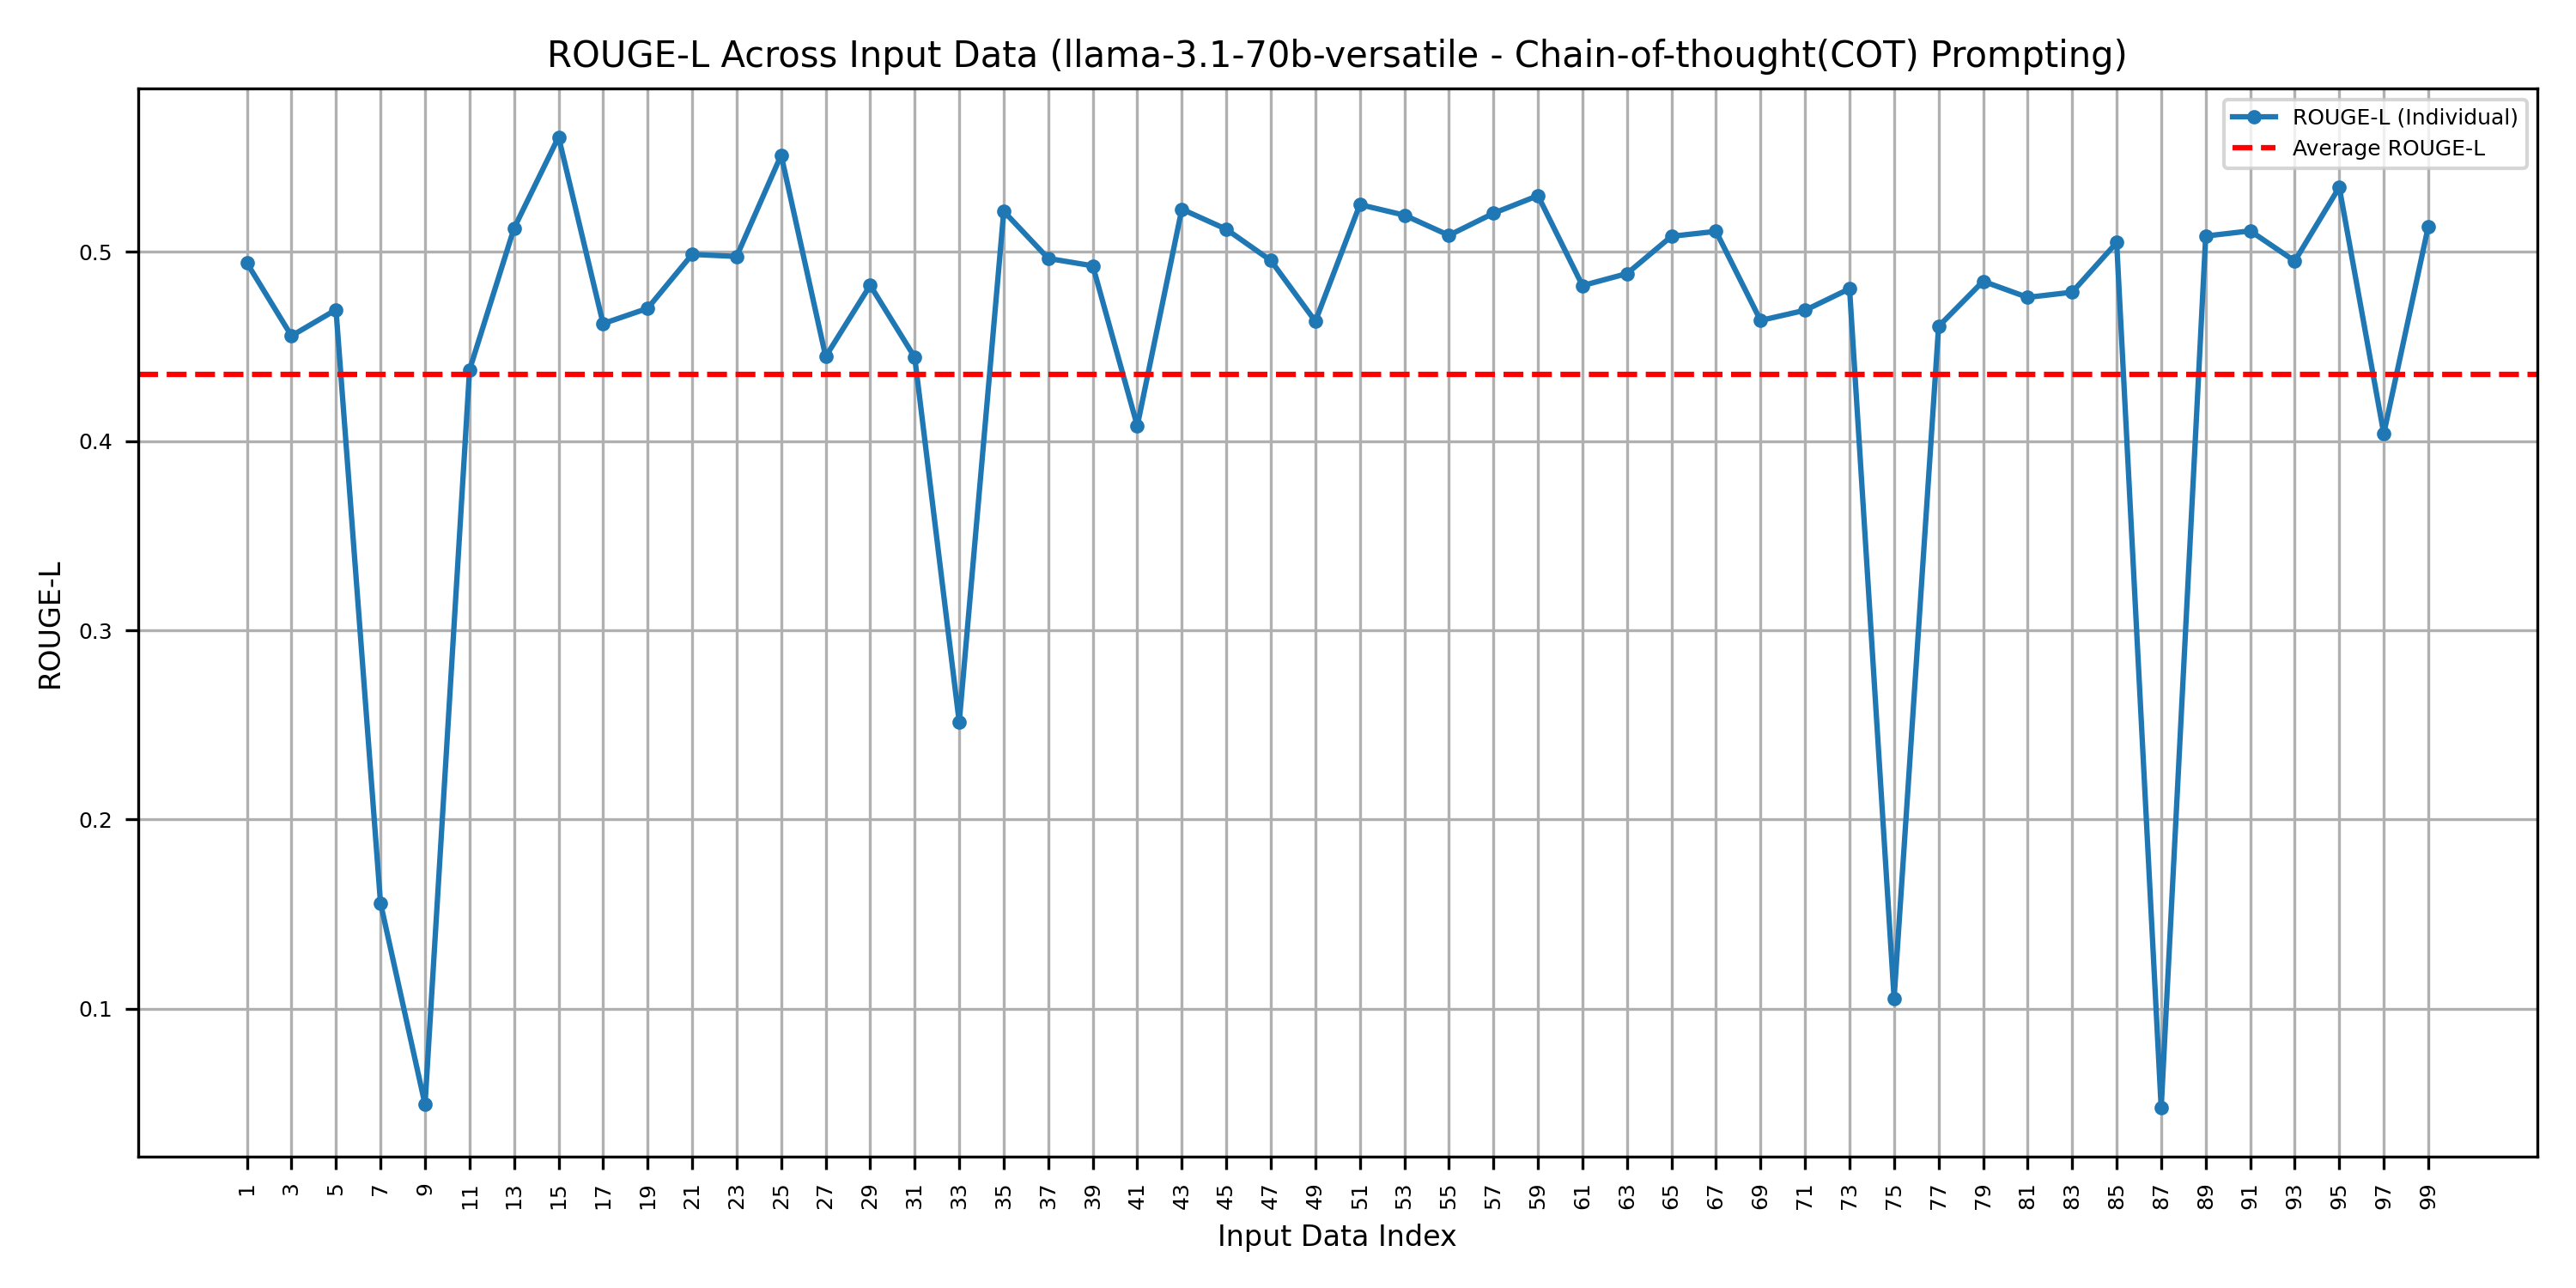 ROUGE-L Across Input Data (llama-3.1-70b-versatile - Chain-of-thought(COT) Prompting)
ROUGE-L (Individual)
Average ROUGE-L
0.5
0.4
0.3
0.2
0.1
ROUGE-L
1 3 5 7 9 11 13 15 17 19 21 23 25 27 29 31 33 35 37 39 41 43 45 47 49 51 53 55 57 59 61 63 65 67 69 71 73 75 77 79 81 83 85 87 89 91 93 95 97 99
Input Data Index